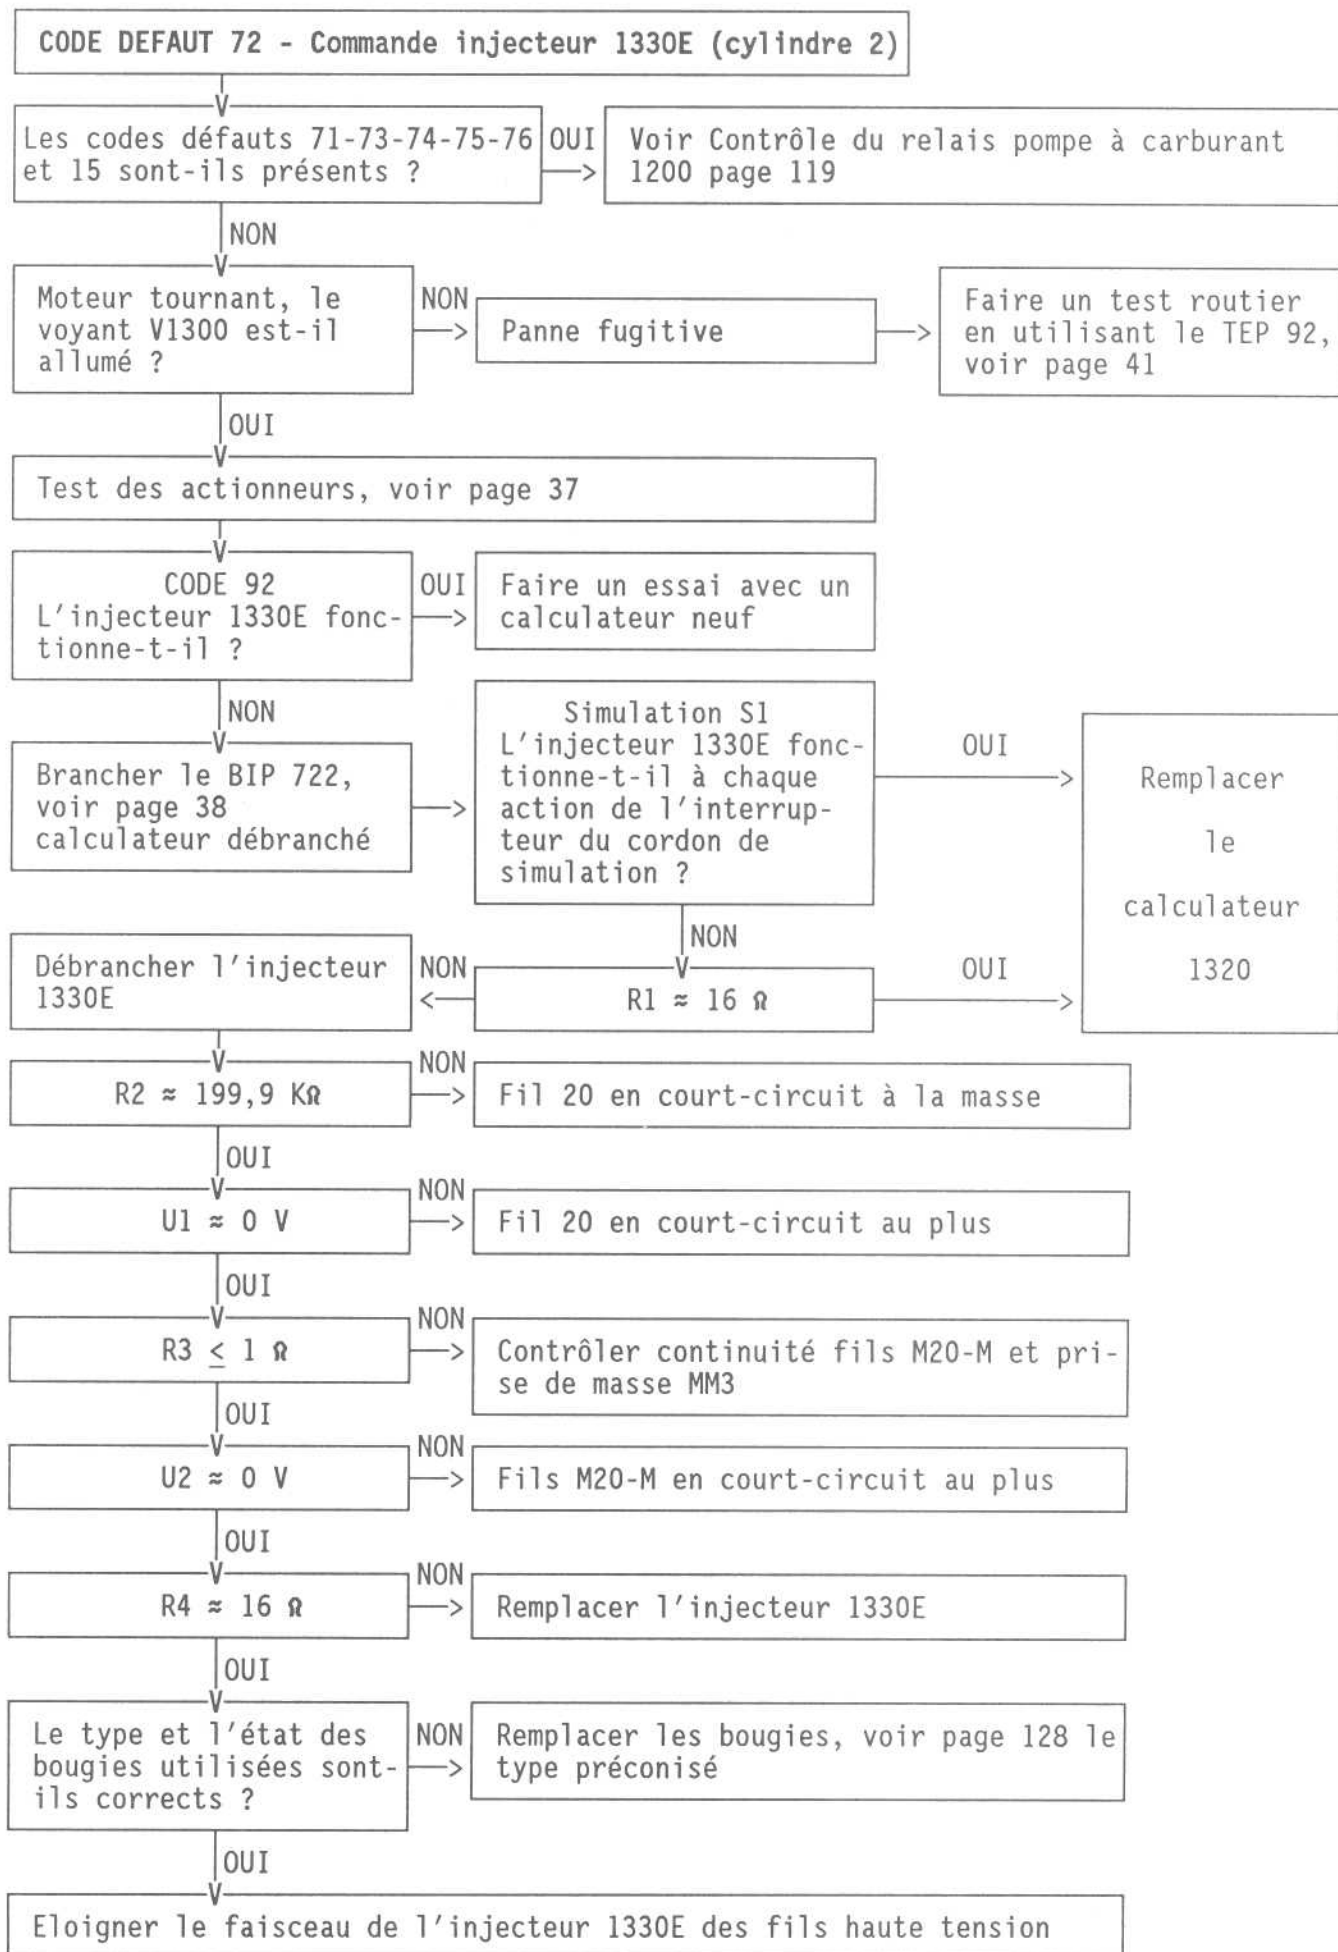 CODE DEFAUT 72 - Commande injecteur 1330E (cylindre 2)
Les codes défauts 71-73-74-75-76
et 15 sont-ils présents ?
OUI
Voir Contrôle du relais pompe à carburant
1200 page 119
NON
Moteur tournant, le
voyant V1300 est-il
allumé ?
NON
Panne fugitive
Faire un test routier
en utilisant le TEP 92,
voir page 41
OUI
Test des actionneurs, voir page 37
CODE 92
L'injecteur 1330E fonc-
tionne-t-il ?
OUI
Faire un essai avec un
calculateur neuf
NON
Brancher le BIP 722,
voir page 38
calculateur débranché
Simulation S1
L'injecteur 1330E fonc-
tionne-t-il à chaque
action de l'interrup-
teur du cordon de
simulation ?
OUI
Remplacer
le
calculateur
1320
NON
R1 ≈ 16 Ω
OUI
NON
Débrancher l'injecteur
1330E
R2 ≈ 199,9 KΩ
NON
Fil 20 en court-circuit à la masse
OUI
U1 ≈ 0 V
NON
Fil 20 en court-circuit au plus
OUI
R3 ≤ 1 Ω
NON
Contrôler continuité fils M20-M et pri-
se de masse MM3
OUI
U2 ≈ 0 V
NON
Fils M20-M en court-circuit au plus
OUI
R4 ≈ 16 Ω
NON
Remplacer l'injecteur 1330E
OUI
Le type et l'état des
bougies utilisées sont-
ils corrects ?
NON
Remplacer les bougies, voir page 128 le
type préconisé
OUI
Eloigner le faisceau de l'injecteur 1330E des fils haute tension